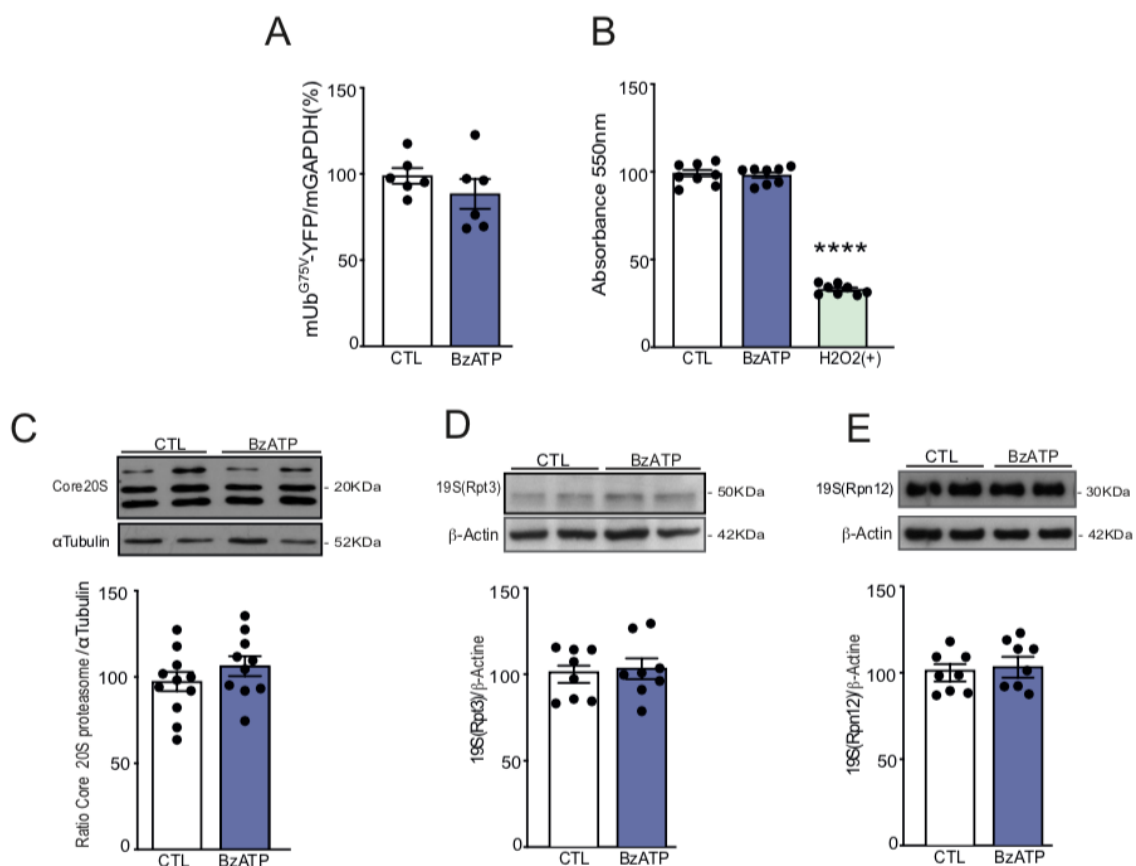 A
mUbG75V-YFP/mGAPDH(%)
150
100
50
0
CTL
BzATP
B
Absorbance 550nm
150
100
50
0
****
CTL
BzATP
H2O2(+)
C
CTL
BzATP
Core20S
- 20KDa
αTubulin
- 52KDa
Ratio Core 20S proteasome/αTubulin
150
100
50
0
CTL
BzATP
D
CTL
BzATP
19S(Rpt3)
- 50KDa
β-Actin
- 42KDa
19S(Rpt3)/β-Actine
150
100
50
0
CTL
BzATP
E
CTL
BzATP
19S(Rpn12)
- 30KDa
β-Actin
- 42KDa
19S(Rpn12)/β-Actine
150
100
50
0
CTL
BzATP